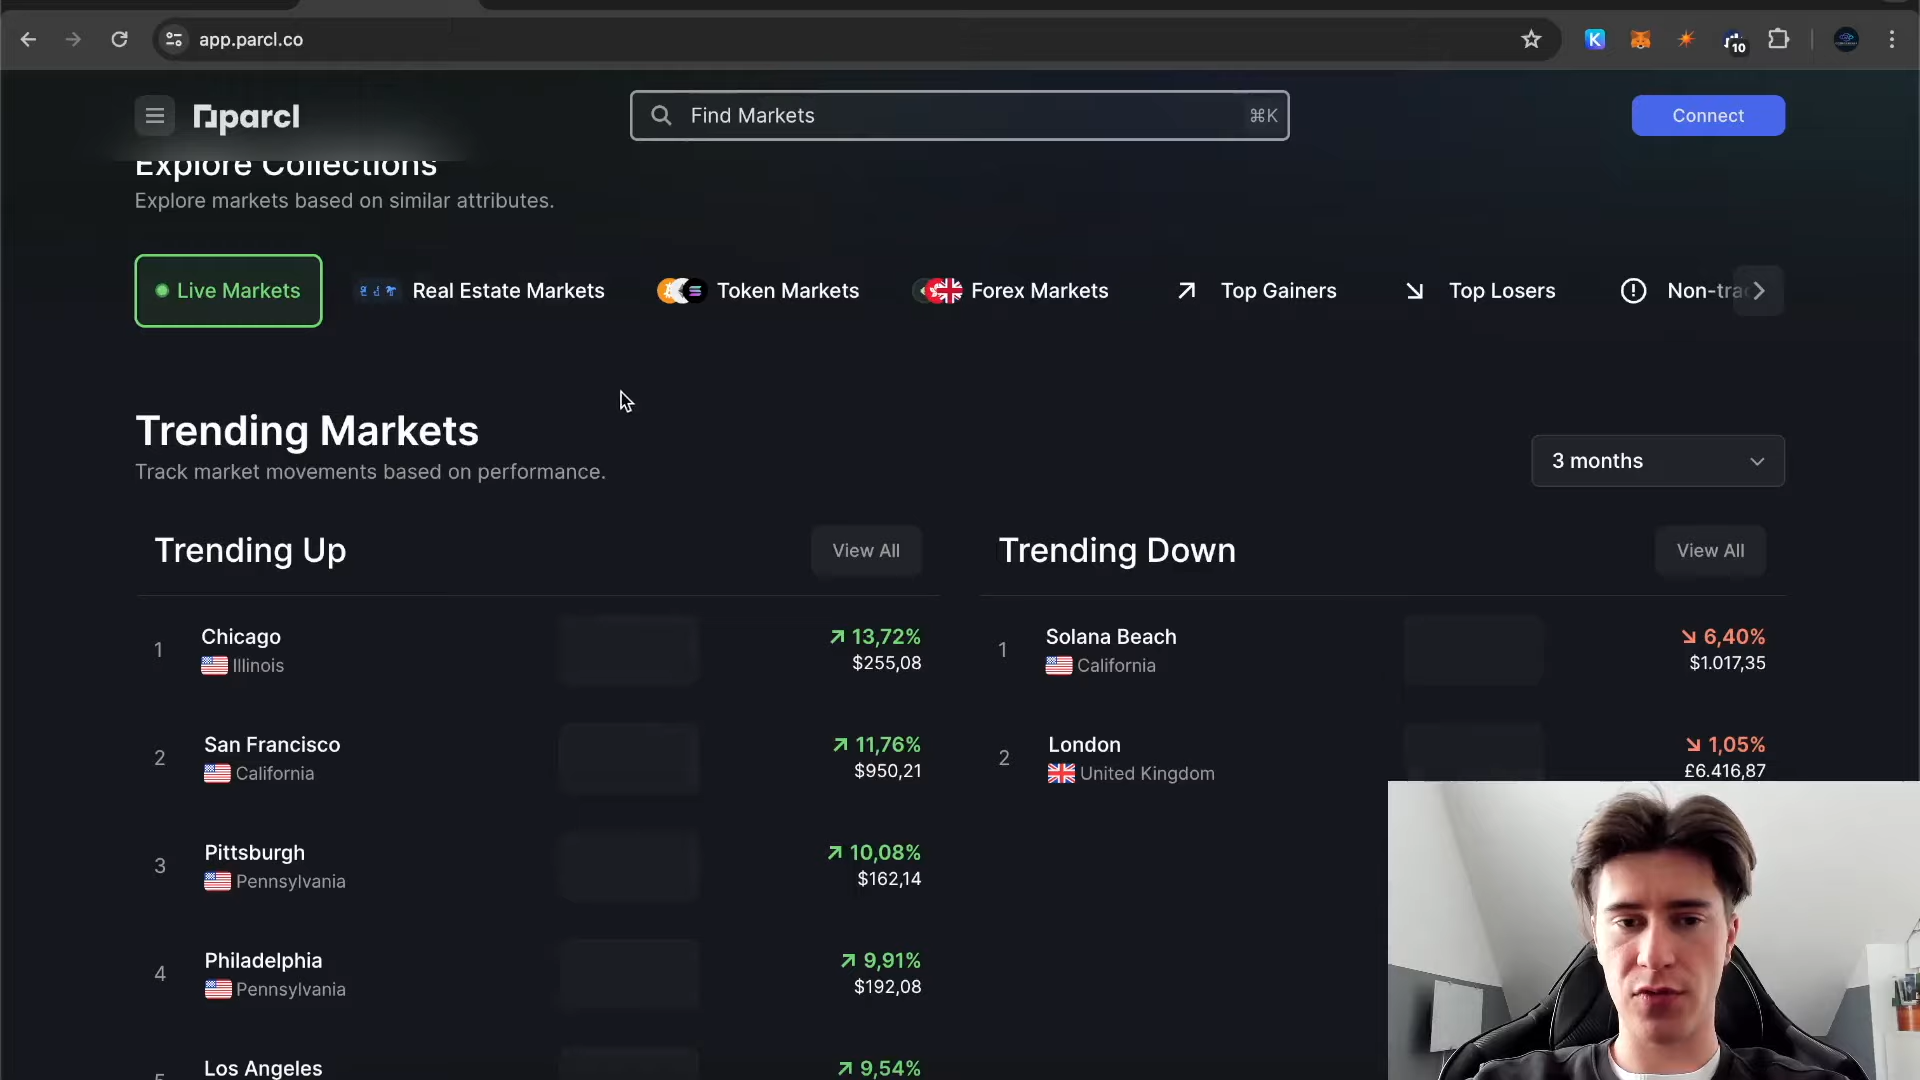 app.parcl.co
10
parcl
Find Markets
⌘K
Connect
Explore Collections
Explore markets based on similar attributes.
Live Markets
Real Estate Markets
Token Markets
Forex Markets
Top Gainers
Top Losers
Non-tra
Trending Markets
Track market movements based on performance.
3 months
Trending Up
View All
1
Chicago
Illinois
13,72%
$255,08
2
San Francisco
California
11,76%
$950,21
3
Pittsburgh
Pennsylvania
10,08%
$162,14
4
Philadelphia
Pennsylvania
9,91%
$192,08
Los Angeles
9,54%
Trending Down
View All
1
Solana Beach
California
6,40%
$1.017,35
2
London
United Kingdom
1,05%
£6.416,87